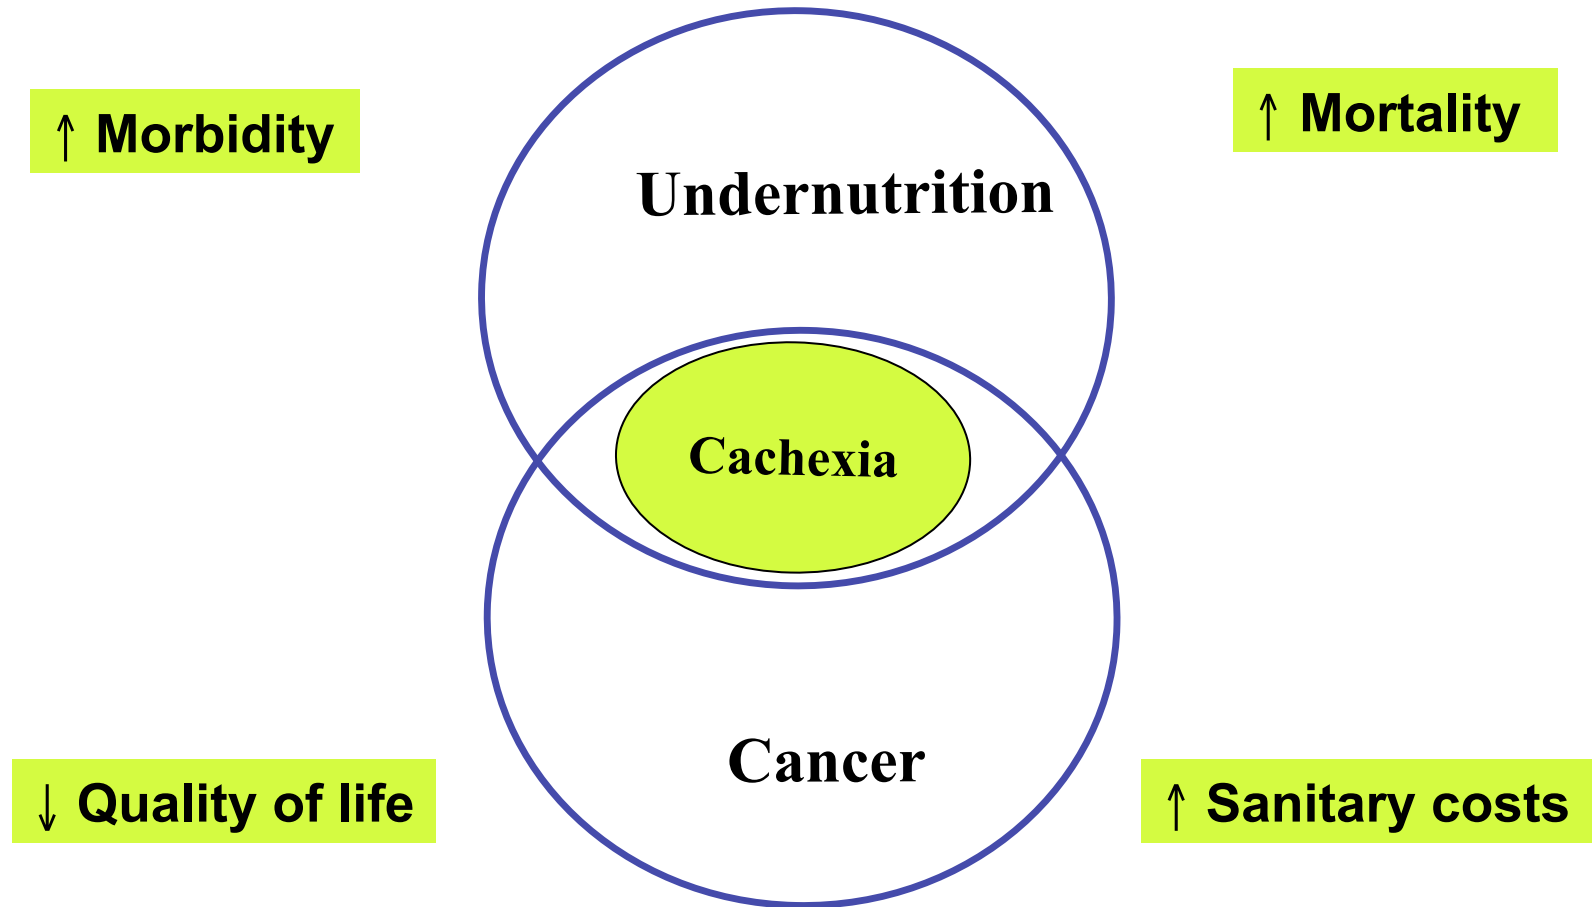 ↑ Morbidity
↑ Mortality
Undernutrition
Cachexia
Cancer
↓ Quality of life
↑ Sanitary costs